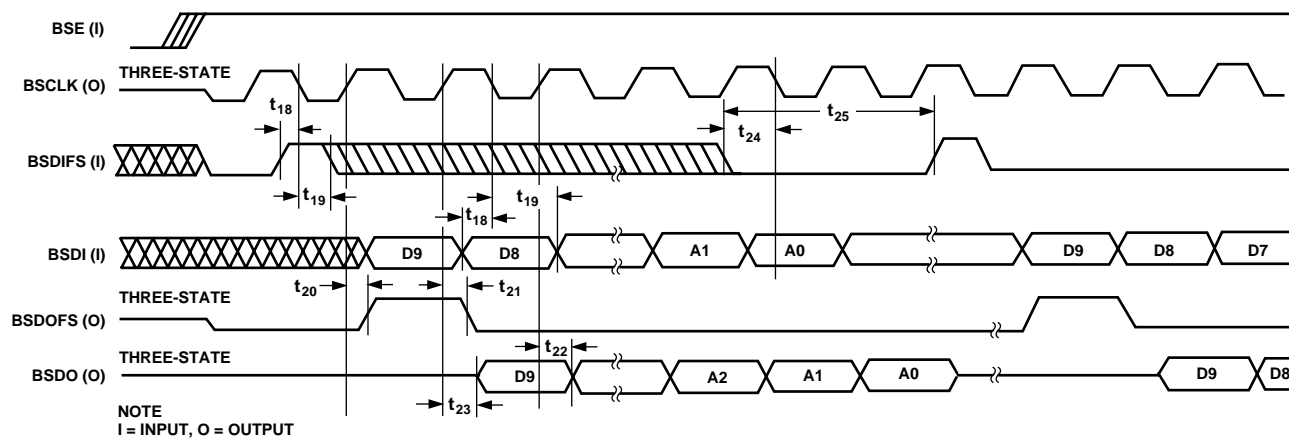 BSE (I)
THREE-STATE
BSCLK (O)
t18
t25
t24
BSDIFS (I)
t19
t19
t18
BSDI (I)
D9
D8
A1
A0
D9
D8
D7
THREE-STATE
t20
t21
BSDOFS (O)
THREE-STATE
t22
BSDO (O)
D9
A2
A1
A0
D9
D8
t23
NOTE
I = INPUT, O = OUTPUT